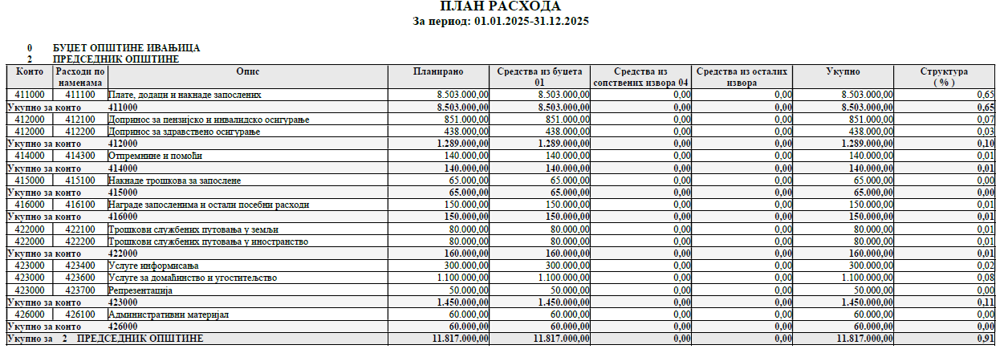 ПЛАН РАСХОДА
За период: 01.01.2025-31.12.2025
0 БУЏЕТ ОПШТИНЕ ИВАЊИЦА
2 ПРЕДСЕДНИК ОПШТИНЕ
Конто Расходи по наменама Опис Планирано Средства из буџета 01 Средства из сопствених извора 04 Средства из осталих извора Укупно Структура ( % )
411000 411100 Плате, додаци и накнаде запослених 8.503.000,00 8.503.000,00 0,00 0,00 8.503.000,00 0,65
Укупно за конто 411000 8.503.000,00 8.503.000,00 0,00 0,00 8.503.000,00 0,65
412000 412100 Допринос за пензијско и инвалидско осигурање 851.000,00 851.000,00 0,00 0,00 851.000,00 0,07
412000 412200 Допринос за здравствено осигурање 438.000,00 438.000,00 0,00 0,00 438.000,00 0,03
Укупно за конто 412000 1.289.000,00 1.289.000,00 0,00 0,00 1.289.000,00 0,10
414000 414300 Отпремнине и помоћи 140.000,00 140.000,00 0,00 0,00 140.000,00 0,01
Укупно за конто 414000 140.000,00 140.000,00 0,00 0,00 140.000,00 0,01
415000 415100 Накнаде трошкова за запослене 65.000,00 65.000,00 0,00 0,00 65.000,00 0,00
Укупно за конто 415000 65.000,00 65.000,00 0,00 0,00 65.000,00 0,00
416000 416100 Награде запосленима и остали посебни расходи 150.000,00 150.000,00 0,00 0,00 150.000,00 0,01
Укупно за конто 416000 150.000,00 150.000,00 0,00 0,00 150.000,00 0,01
422000 422100 Трошкови службених путовања у земљи 80.000,00 80.000,00 0,00 0,00 80.000,00 0,01
422000 422200 Трошкови службених путовања у иностранство 80.000,00 80.000,00 0,00 0,00 80.000,00 0,01
Укупно за конто 422000 160.000,00 160.000,00 0,00 0,00 160.000,00 0,01
423000 423400 Услуге информисања 300.000,00 300.000,00 0,00 0,00 300.000,00 0,02
423000 423600 Услуге за домаћинство и угоститељство 1.100.000,00 1.100.000,00 0,00 0,00 1.100.000,00 0,08
423000 423700 Репрезентација 50.000,00 50.000,00 0,00 0,00 50.000,00 0,00
Укупно за конто 423000 1.450.000,00 1.450.000,00 0,00 0,00 1.450.000,00 0,11
426000 426100 Административни материјал 60.000,00 60.000,00 0,00 0,00 60.000,00 0,00
Укупно за конто 426000 60.000,00 60.000,00 0,00 0,00 60.000,00 0,00
Укупно за 2 ПРЕДСЕДНИК ОПШТИНЕ 11.817.000,00 11.817.000,00 0,00 0,00 11.817.000,00 0,91